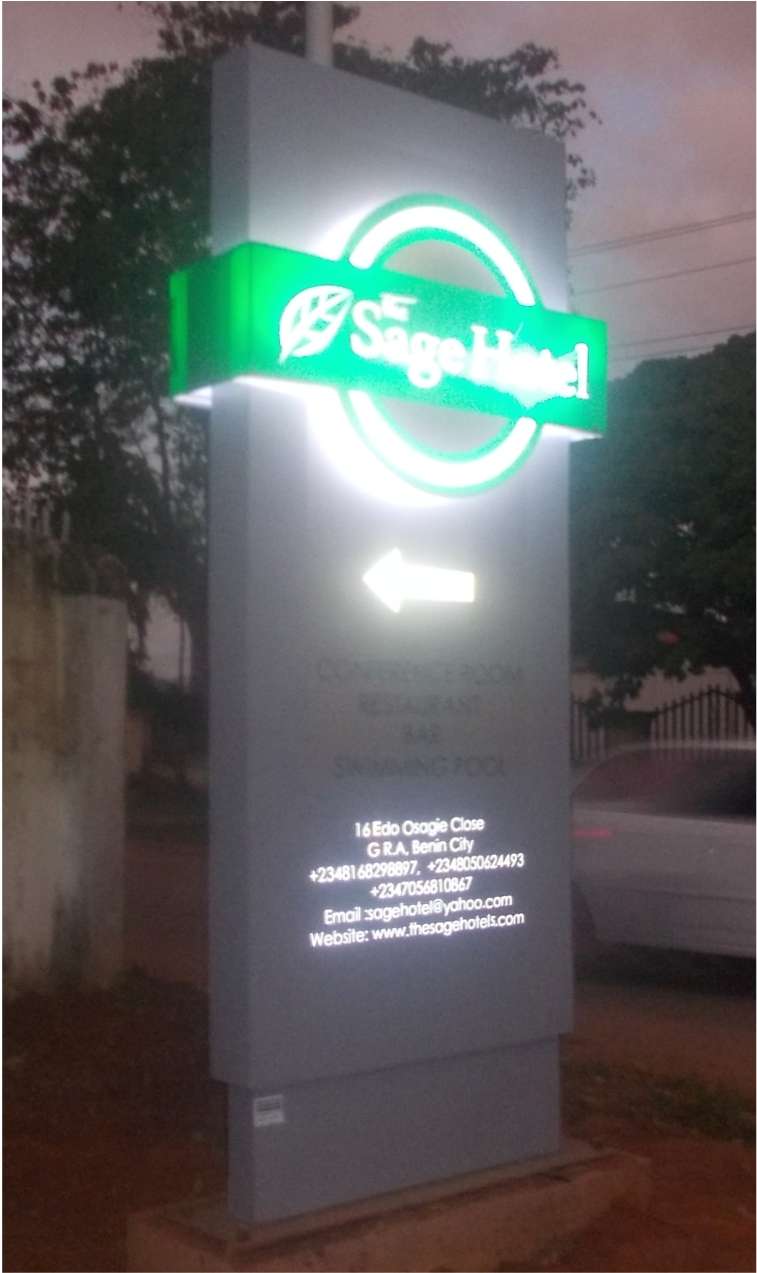 The
Sage Hotel
CONFERENCE ROOM
RESTAURANT
BAR
SWIMMING POOL
16 Edo Osagie Close
G R.A, Benin City
+2348168298897, +2348050624493
+2347056810867
Email :sagehotel@yahoo.com
Website: www.thesagehotels.com